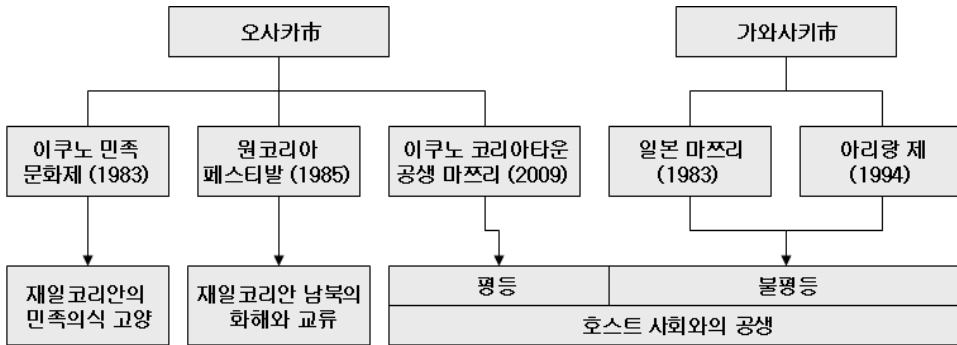 오사카市
가와사키市
이쿠노 민족
문화제 (1983)
원코리아
페스티발 (1985)
이쿠노 코리아타운
공생 마쯔리 (2009)
일본 마쯔리
(1983)
아리랑 제
(1994)
재일코리안의
민족의식 고양
재일코리안 남북의
화해와 교류
평등
불평등
호스트 사회와의 공생